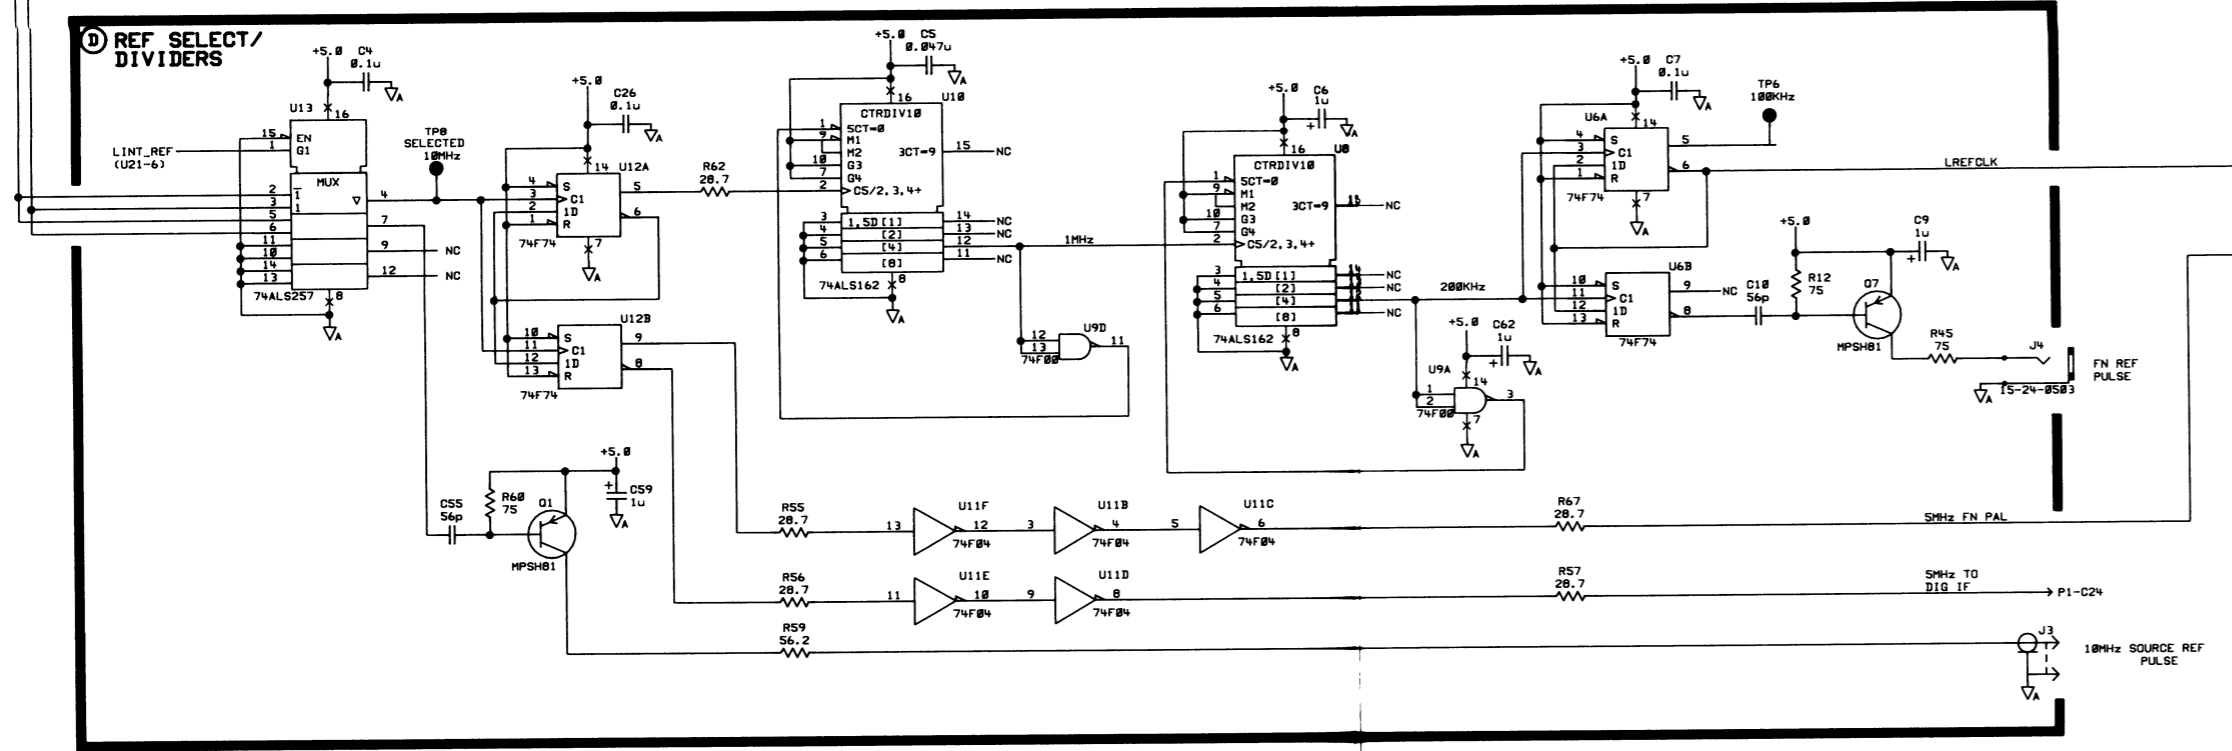 D REF SELECT/
DIVIDERS
+5.0 C4
0.1u
A
U13
16
15 EN
1 G1
LINT_REF
(U21-6)
MUX
2 1
3 1
5
6
11
10
14
13
4
7
9 NC
12 NC
74ALS257 8
A
TP8
SELECTED
10MHz
+5.0
C26
0.1u
A
14 U12A
4 S
3 C1
2 1D
1 R
5
6
74F74 7
A
U12B
10 S
11 C1
12 1D
13 R
9
8
74F74
R62
28.7
+5.0 C5
0.047u
A
16 U10
CTRDIV10
1 5CT=0
9 M1
M2
10 G3
7 G4
2 C5/2,3,4+
3CT=9 15 NC
3 1,5D [1] 14 NC
4 [2] 13 NC
5 [4] 12
6 [8] 11 NC
74ALS162 8
A
1MHz
12
13
U9D
11
74F00
+5.0 C6
1u
+
A
16 U8
CTRDIV10
1 5CT=0
9 M1
M2
10 G3
7 G4
2 C5/2,3,4+
3CT=9 15 NC
3 1,5D [1] 14 NC
4 [2] 13 NC
5 [4] 12
6 [8] 11 NC
74ALS162 8
A
200KHz
+5.0
C62
1u
+
A
U9A
14
1
2
3
74F00
7
A
+5.0 C7
0.1u
A
U6A
14
4 S
3 C1
2 1D
1 R
5
6
74F74 7
A
TP6
100KHz
LREFCLK
U6B
10 S
11 C1
12 1D
13 R
9 NC
8
74F74
C10
56p
+5.0
R12
75
C9
1u
+
A
Q7
MPSH81
R45
75
J4
A
15-24-0503
FN REF
PULSE
C55
56p
R60
75
Q1
MPSH81
+5.0
+
C59
1u
A
R55
28.7
13 U11F 12
74F04
3 U11B 4
74F04
5 U11C 6
74F04
R67
28.7
5MHz FN PAL
R56
28.7
11 U11E 10
74F04
9 U11D 8
74F04
R57
28.7
5MHz TO
DIG IF
P1-C24
R59
56.2
J3
A
10MHz SOURCE REF
PULSE